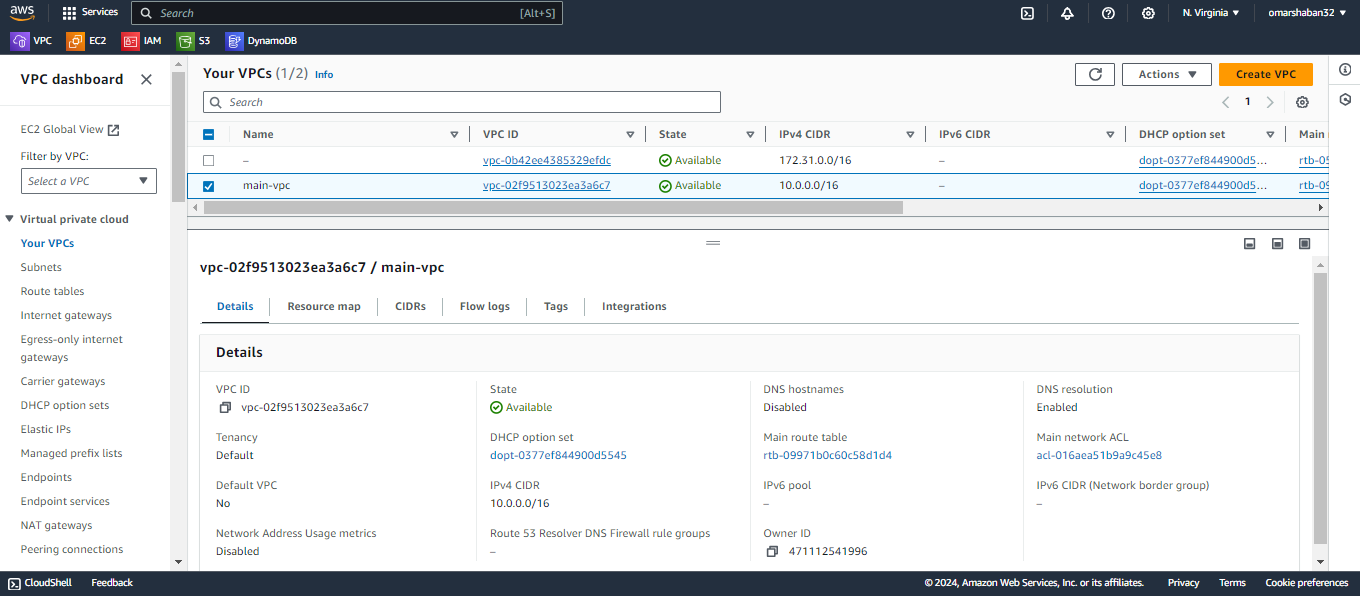 aws Services Search [Alt+S] N. Virginia omarshaban32
VPC EC2 IAM S3 DynamoDB
VPC dashboard
EC2 Global View
Filter by VPC:
Select a VPC
Virtual private cloud
Your VPCs
Subnets
Route tables
Internet gateways
Egress-only internet
gateways
Carrier gateways
DHCP option sets
Elastic IPs
Managed prefix lists
Endpoints
Endpoint services
NAT gateways
Peering connections
Your VPCs (1/2) Info Actions Create VPC
Search 1
Name VPC ID State IPv4 CIDR IPv6 CIDR DHCP option set Main
– vpc-0b42ee4385329efdc Available 172.31.0.0/16 – dopt-0377ef844900d5... rtb-05
main-vpc vpc-02f9513023ea3a6c7 Available 10.0.0.0/16 – dopt-0377ef844900d5... rtb-09
vpc-02f9513023ea3a6c7 / main-vpc
Details Resource map CIDRs Flow logs Tags Integrations
Details
VPC ID State DNS hostnames DNS resolution
vpc-02f9513023ea3a6c7 Available Disabled Enabled
Tenancy DHCP option set Main route table Main network ACL
Default dopt-0377ef844900d5545 rtb-09971b0c60c58d1d4 acl-016aea51b9a9c45e8
Default VPC IPv4 CIDR IPv6 pool IPv6 CIDR (Network border group)
No 10.0.0.0/16 – –
Network Address Usage metrics Route 53 Resolver DNS Firewall rule groups Owner ID
Disabled – 471112541996
CloudShell Feedback © 2024, Amazon Web Services, Inc. or its affiliates. Privacy Terms Cookie preferences